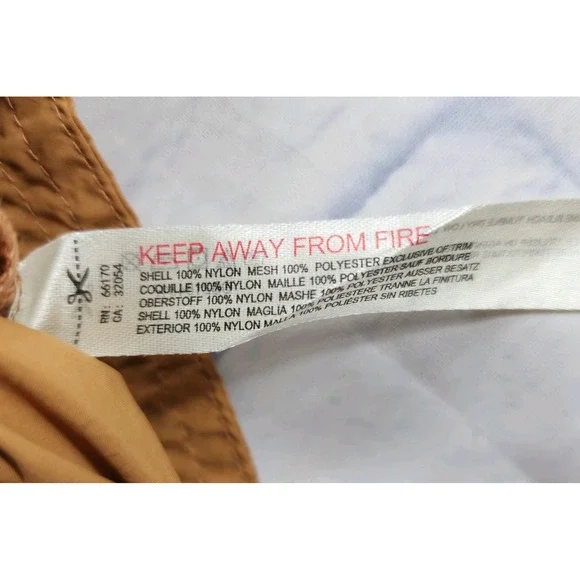 KEEP AWAY FROM FIRE
SHELL 100% NYLON MESH 100% POLYESTER EXCLUSIVE OF TRIM
COQUILLE 100% NYLON MAILLE 100% POLYESTER SAUF BORDURE
OBERSTOFF 100% NYLON MASHE 100% POLYESTER AUSSER BESATZ
SHELL 100% NYLON MAGLIA 100% POLIESTERE TRANNE LA FINITURA
EXTERIOR 100% NYLON MALLA 100% POLIESTER SIN RIBETES
RN: 66170
CA: 32054